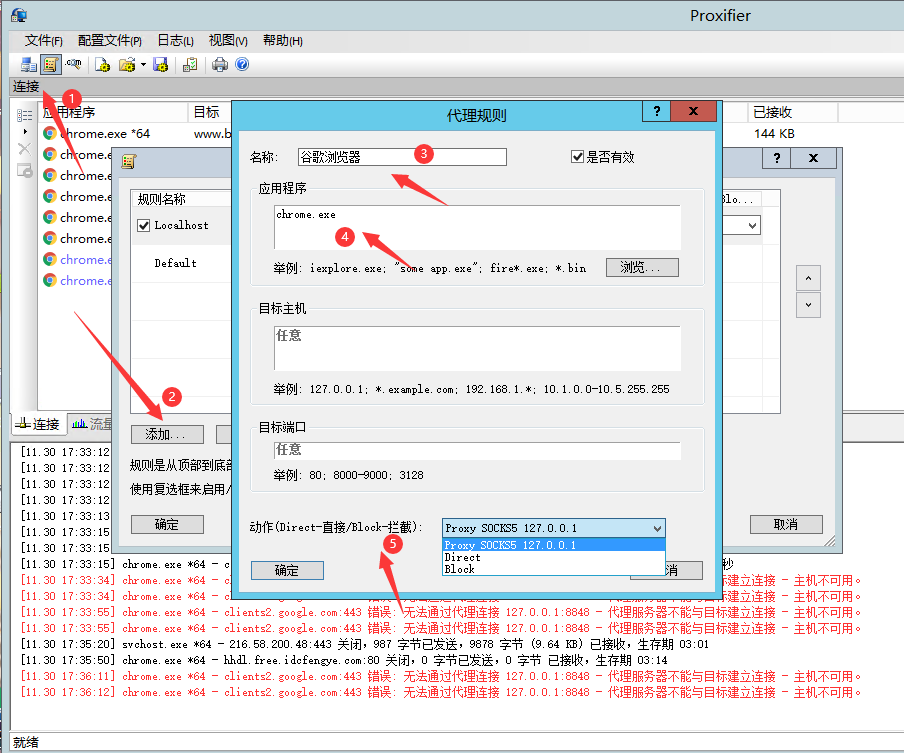 Proxifier
文件(F) 配置文件(P) 日志(L) 视图(V) 帮助(H)
.com
连接
1
应用程序 目标 已接收
chrome.exe *64 www.b 144 KB
代理规则
?
x
名称: 谷歌浏览器 3 是否有效
? x
chrome.e
chrome.e
chrome.e
chrome.e
chrome.e
chrome.e
chrome.e
规则名称
Localhost
Default
应用程序
chrome.exe
4
举例: iexplore.exe; "some app.exe"; fire*.exe; *.bin 浏览...
目标主机
任意
举例: 127.0.0.1; *.example.com; 192.168.1.*; 10.1.0.0-10.5.255.255
2
连接 流量
添加...
目标端口
任意
举例: 80; 8000-9000; 3128
规则是从顶部到底部
使用复选框来启用/
动作(Direct-直接/Block-拦截): Proxy SOCKS5 127.0.0.1
5
Proxy SOCKS5 127.0.0.1
Direct
Block
确定 取消
确定 消
[11.30 17:33:12
[11.30 17:33:12
[11.30 17:33:12
[11.30 17:33:12
[11.30 17:33:13
[11.30 17:33:15
[11.30 17:33:15
[11.30 17:33:15] chrome.exe *64 - c 秒
[11.30 17:33:34] chrome.exe *64 - 标建立连接 - 主机不可用。
[11.30 17:33:34] chrome.exe *64 - 标建立连接 - 主机不可用。
[11.30 17:33:55] chrome.exe *64 - clients2.google.com:443 错误: 无法通过代理连接 127.0.0.1:8848 - 代理服务器不能与目标建立连接 - 主机不可用。
[11.30 17:33:55] chrome.exe *64 - clients2.google.com:443 错误: 无法通过代理连接 127.0.0.1:8848 - 代理服务器不能与目标建立连接 - 主机不可用。
[11.30 17:35:20] svchost.exe *64 - 216.58.200.48:443 关闭, 987 字节已发送, 9878 字节 (9.64 KB) 已接收, 生存期 03:01
[11.30 17:35:50] chrome.exe *64 - hhdl.free.idcfengye.com:80 关闭, 0 字节已发送, 0 字节 已接收, 生存期 03:14
[11.30 17:36:11] chrome.exe *64 - clients2.google.com:443 错误: 无法通过代理连接 127.0.0.1:8848 - 代理服务器不能与目标建立连接 - 主机不可用。
[11.30 17:36:12] chrome.exe *64 - clients2.google.com:443 错误: 无法通过代理连接 127.0.0.1:8848 - 代理服务器不能与目标建立连接 - 主机不可用。
就绪